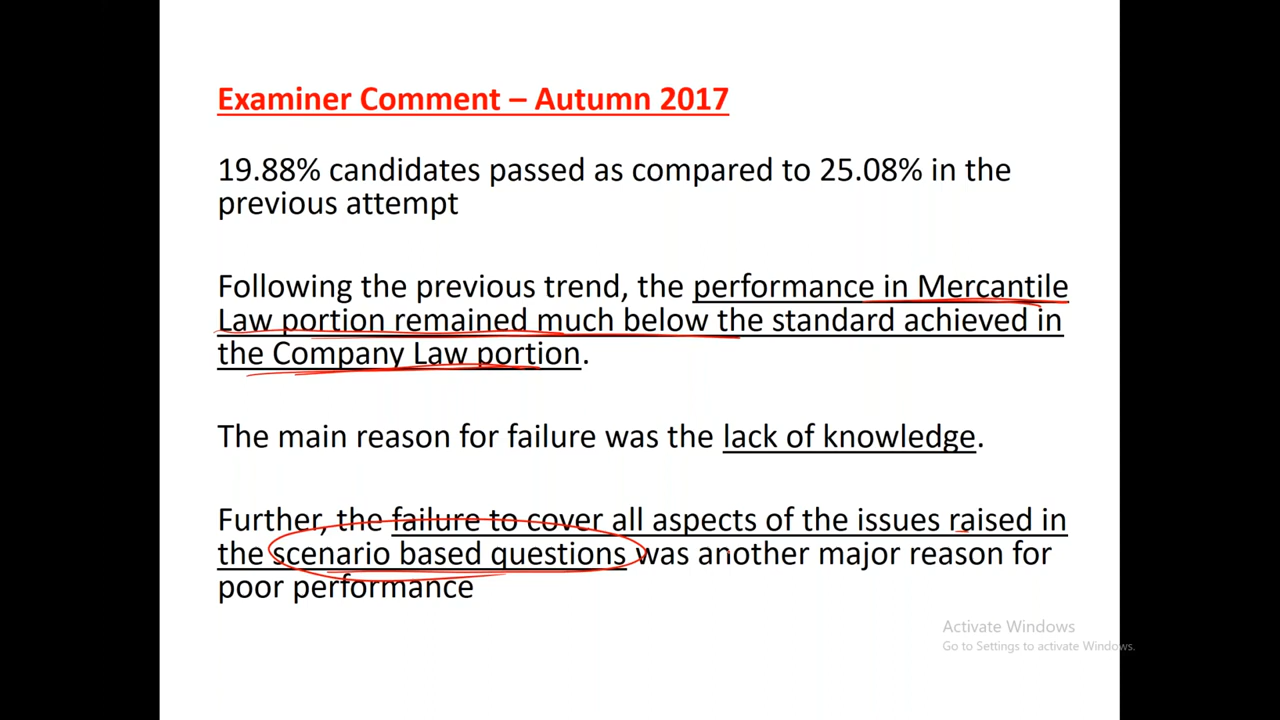 Examiner Comment – Autumn 2017
19.88% candidates passed as compared to 25.08% in the
previous attempt
Following the previous trend, the performance in Mercantile
Law portion remained much below the standard achieved in
the Company Law portion.
The main reason for failure was the lack of knowledge.
Further, the failure to cover all aspects of the issues raised in
the scenario based questions was another major reason for
poor performance
Activate Windows
Go to Settings to activate Windows.